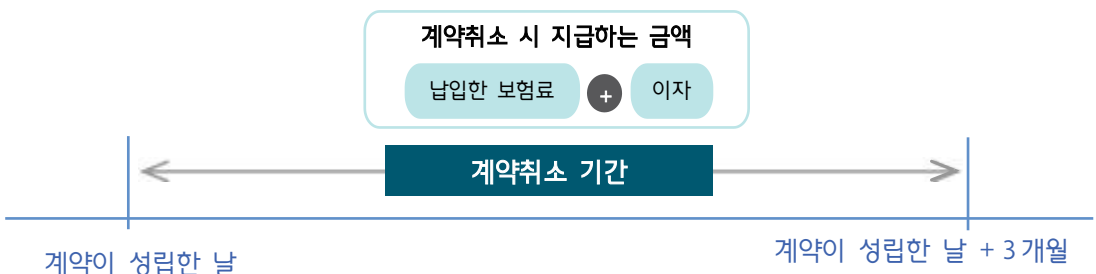 계약취소 시 지급하는 금액
납입한 보험료 + 이자
계약취소 기간
계약이 성립한 날
계약이 성립한 날 + 3개월